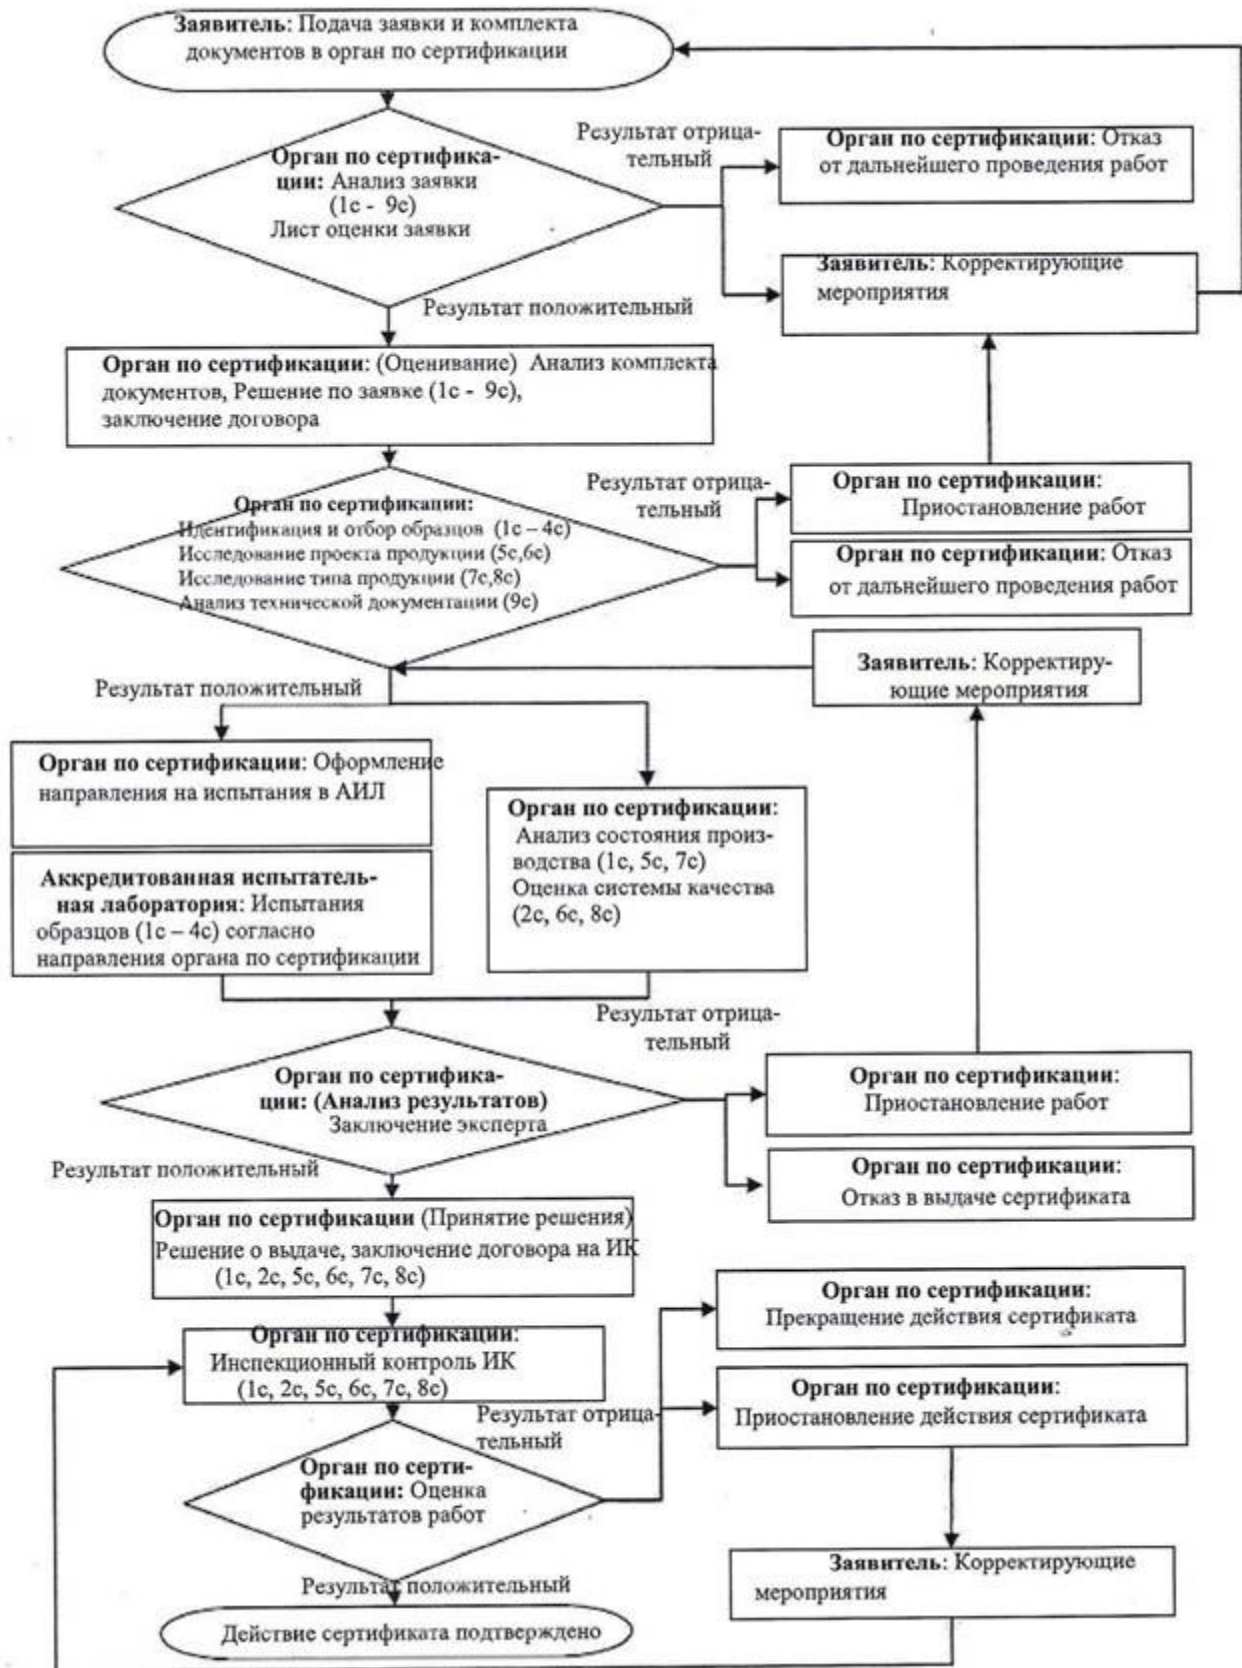 Заявитель: Подача заявки и комплекта
документов в орган по сертификации
Результат отрица-
тельный
Орган по сертификации: Отказ
от дальнейшего проведения работ
Орган по сертифика-
ции: Анализ заявки
(1с - 9с)
Лист оценки заявки
Заявитель: Корректирующие
мероприятия
Результат положительный
Орган по сертификации: (Оценивание) Анализ комплекта
документов, Решение по заявке (1с - 9с),
заключение договора
Результат отрица-
тельный
Орган по сертификации:
Приостановление работ
Орган по сертификации:
Идентификация и отбор образцов (1с – 4с)
Исследование проекта продукции (5с,6с)
Исследование типа продукции (7с,8с)
Анализ технической документации (9с)
Орган по сертификации: Отказ
от дальнейшего проведения работ
Заявитель: Корректиру-
ющие мероприятия
Результат положительный
Орган по сертификации: Оформление
направления на испытания в АИЛ
Орган по сертификации:
Анализ состояния произ-
водства (1с, 5с, 7с)
Оценка системы качества
(2с, 6с, 8с)
Аккредитованная испытатель-
ная лаборатория: Испытания
образцов (1с – 4с) согласно
направления органа по сертификации
Результат отрица-
тельный
Орган по сертифика-
ции: (Анализ результатов)
Заключение эксперта
Орган по сертификации:
Приостановление работ
Результат положительный
Орган по сертификации:
Отказ в выдаче сертификата
Орган по сертификации (Принятие решения)
Решение о выдаче, заключение договора на ИК
(1с, 2с, 5с, 6с, 7с, 8с)
Орган по сертификации:
Прекращение действия сертификата
Орган по сертификации:
Инспекционный контроль ИК
(1с, 2с, 5с, 6с, 7с, 8с)
Орган по сертификации:
Приостановление действия сертификата
Результат отрица-
тельный
Орган по серти-
фикации: Оценка
результатов работ
Заявитель: Корректирующие
мероприятия
Результат положительный
Действие сертификата подтверждено